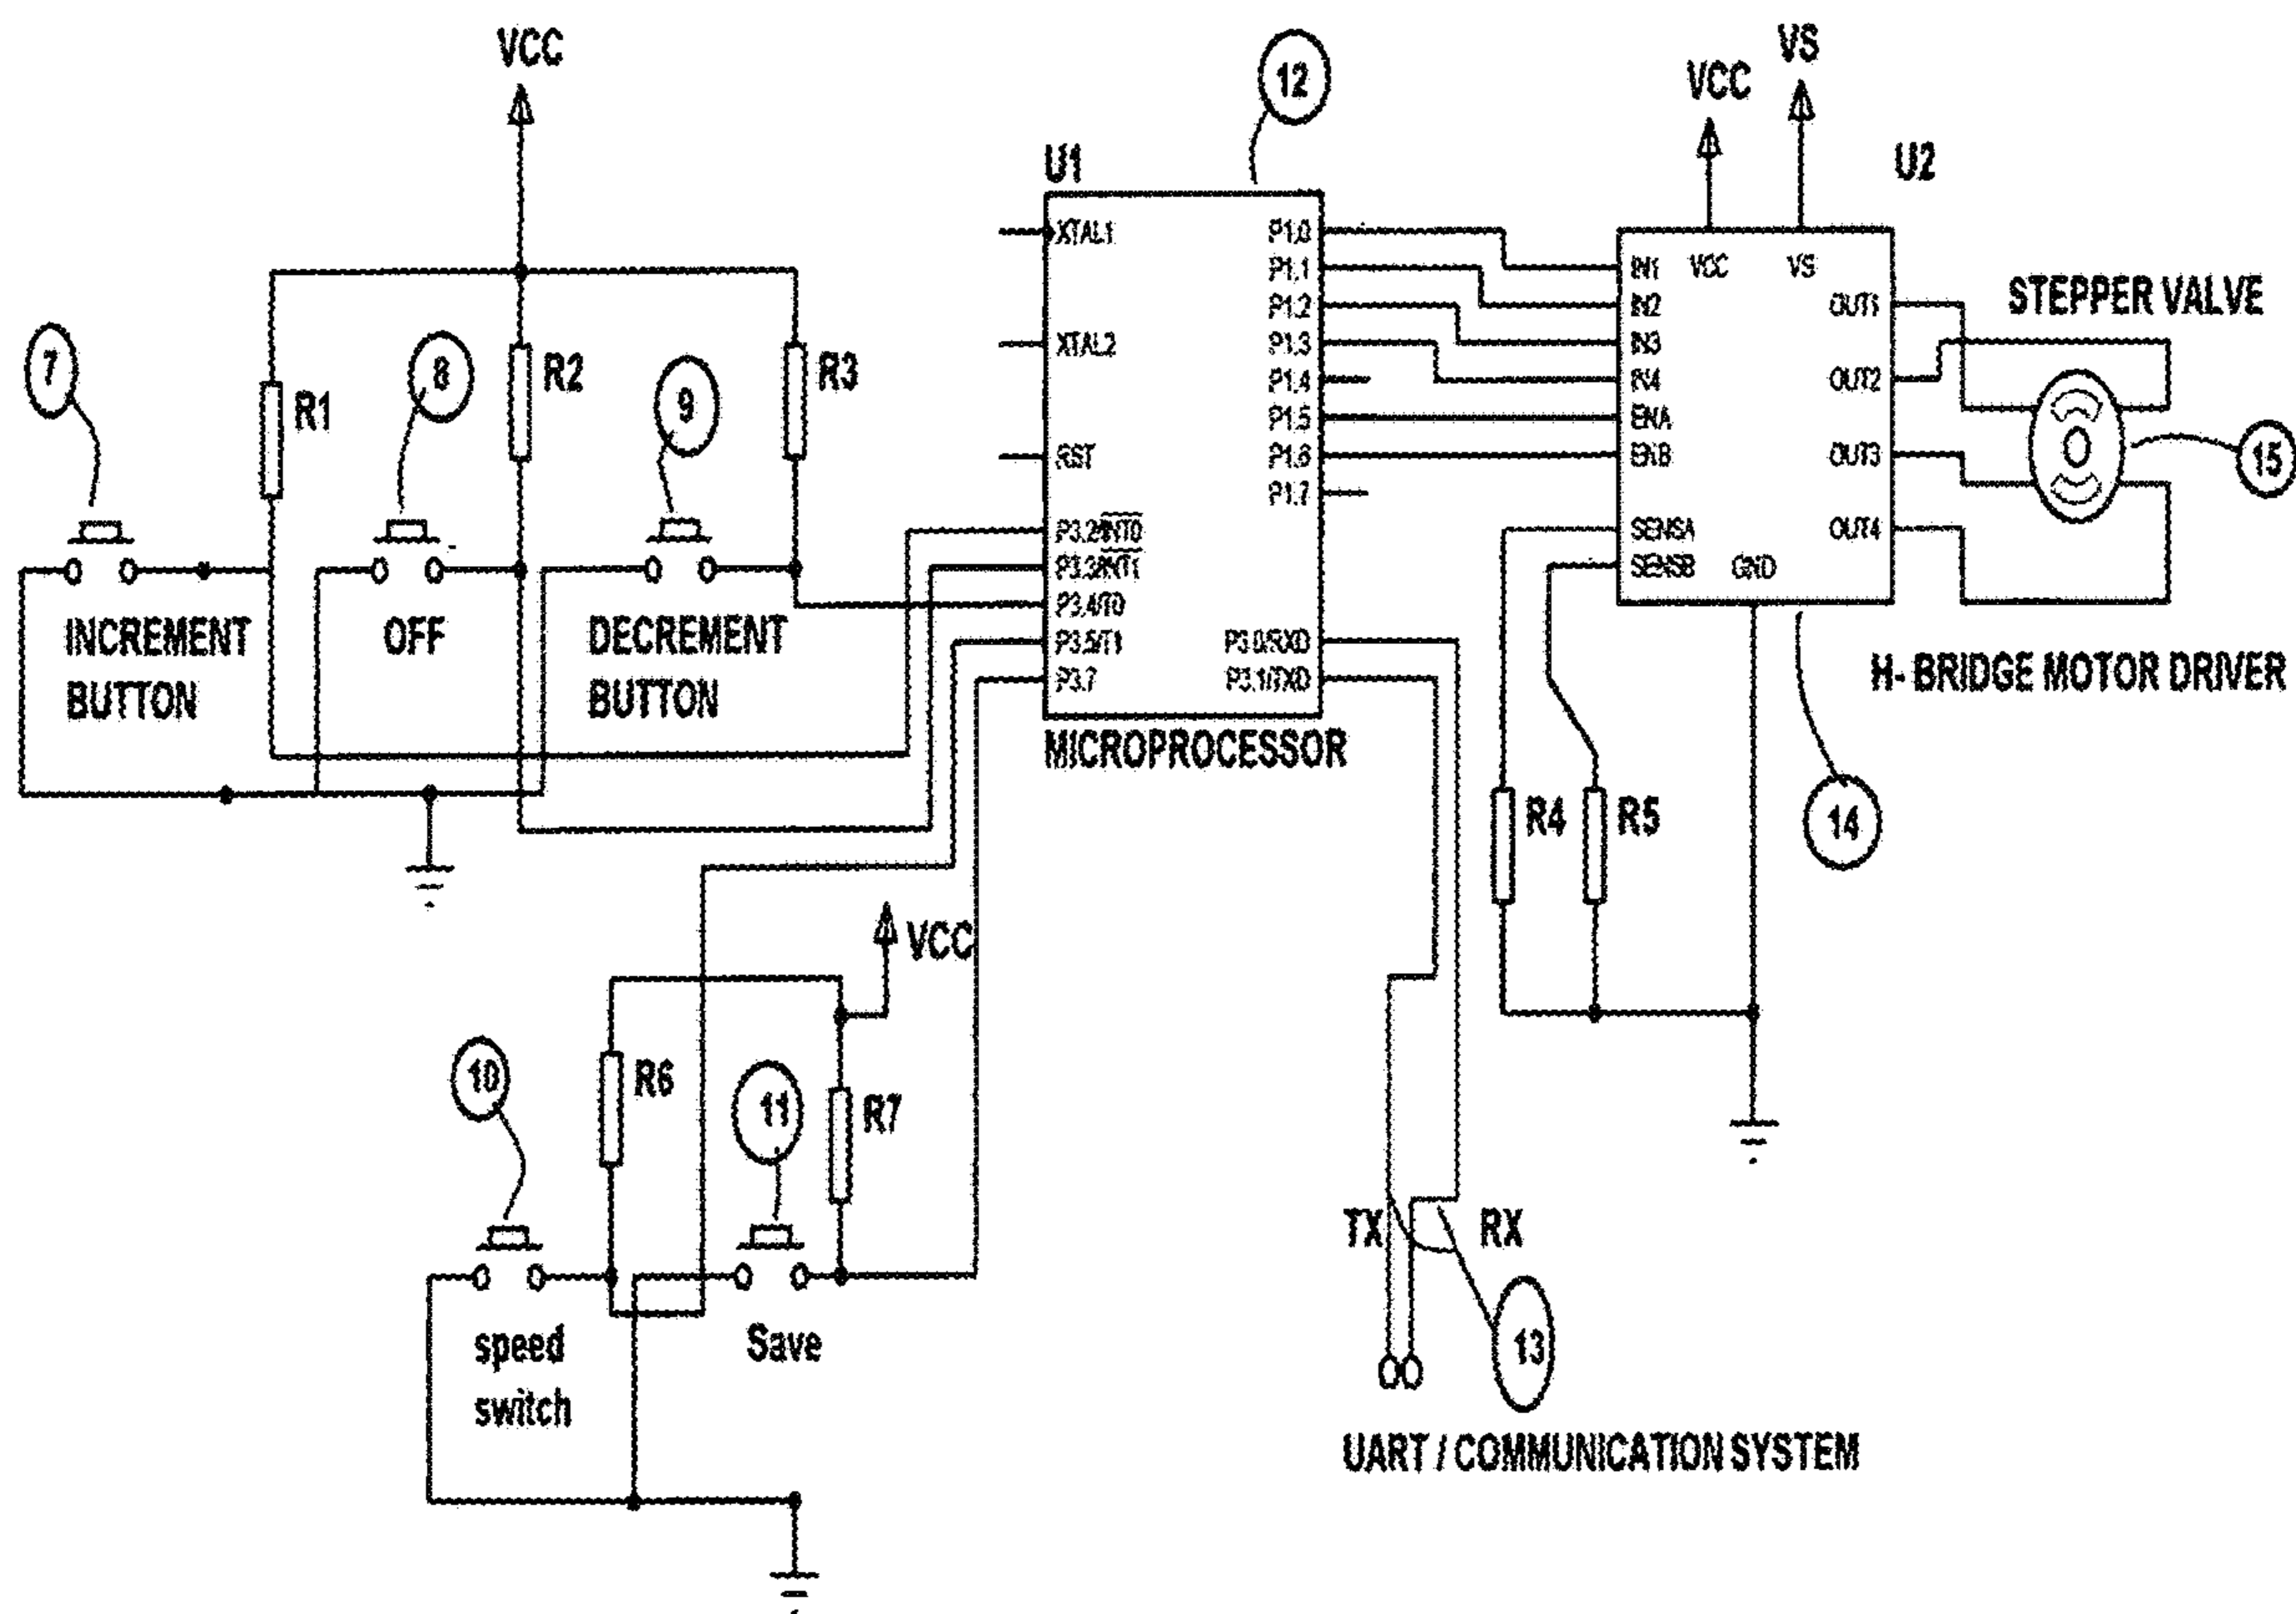 VCC
12
VCC
VS
U1
U2
XTAL1
XTAL2
RST
P3.2/INT0
P3.3/INT1
P3.4/T0
P3.5/T1
P3.7
P1.0
P1.1
P1.2
P1.3
P1.4
P1.5
P1.6
P1.7
P3.0/RXD
P3.1/TXD
MICROPROCESSOR
IN1
IN2
IN3
IN4
ENA
ENB
SENSA
SENSB
VCC
VS
GND
OUT1
OUT2
OUT3
OUT4
STEPPER VALVE
15
H- BRIDGE MOTOR DRIVER
14
7
R1
8
R2
9
R3
INCREMENT
BUTTON
OFF
DECREMENT
BUTTON
R4
R5
VCC
10
R6
11
R7
speed
switch
Save
TX
RX
13
UART / COMMUNICATION SYSTEM